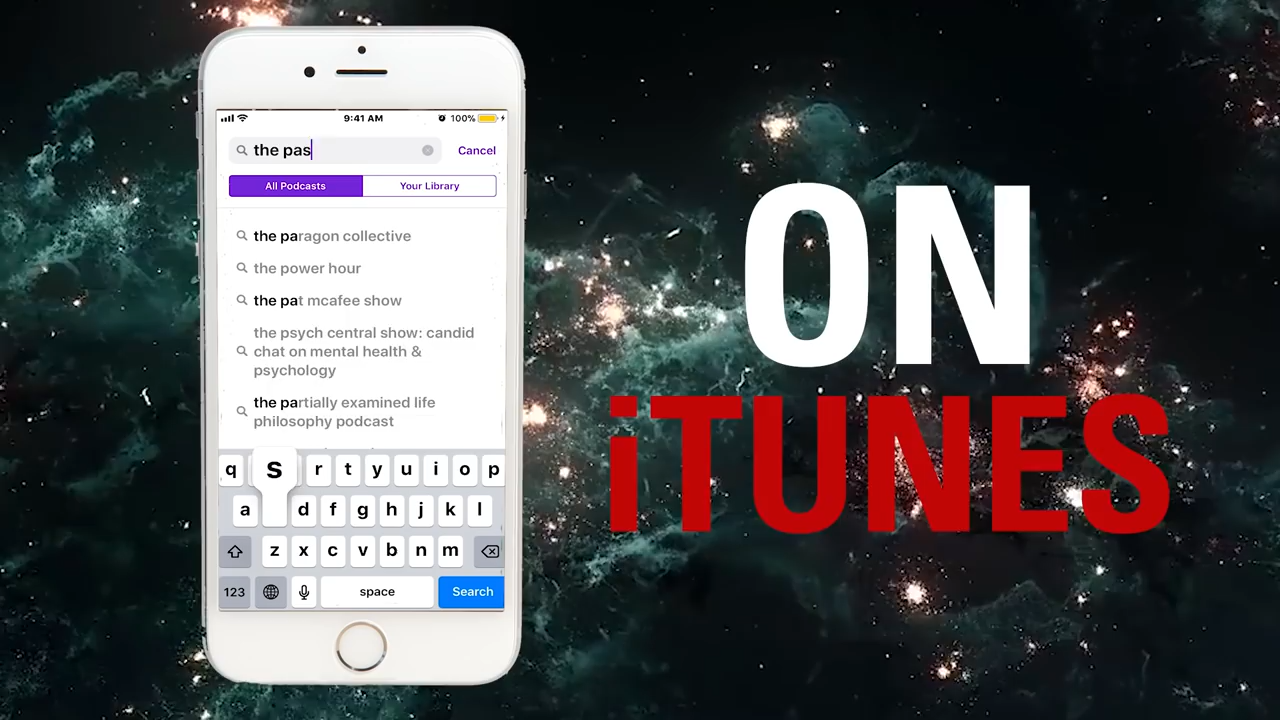 9:41 AM
100%
the pas
Cancel
All Podcasts
Your Library
the paragon collective
the power hour
the pat mcafee show
the psych central show: candid
chat on mental health &
psychology
the partially examined life
philosophy podcast
q s r t y u i o p
a d f g h j k l
z x c v b n m
123 space Search
ON
iTUNES